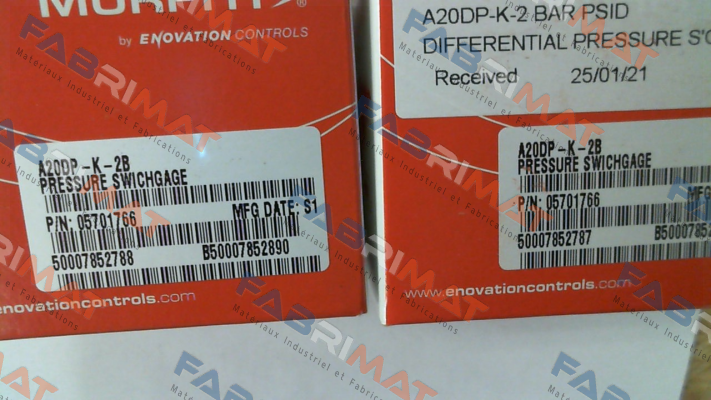 MURPHY®
by ENOVATION CONTROLS
A20DP-K-2B
PRESSURE SWICHGAGE
P/N: 05701766 MFG DATE: S1
50007852788 B50007852890
enovationcontrols.com
A20DP-K-2 BAR PSID
DIFFERENTIAL PRESSURE S'G
Received 25/01/21
A20DP-K-2B
PRESSURE SWICHGAGE
P/N: 05701766 MFG
50007852787 B5000785
www.enovationcontrols.com
FABRIMAT
Materiaux Industriel et Fabrications